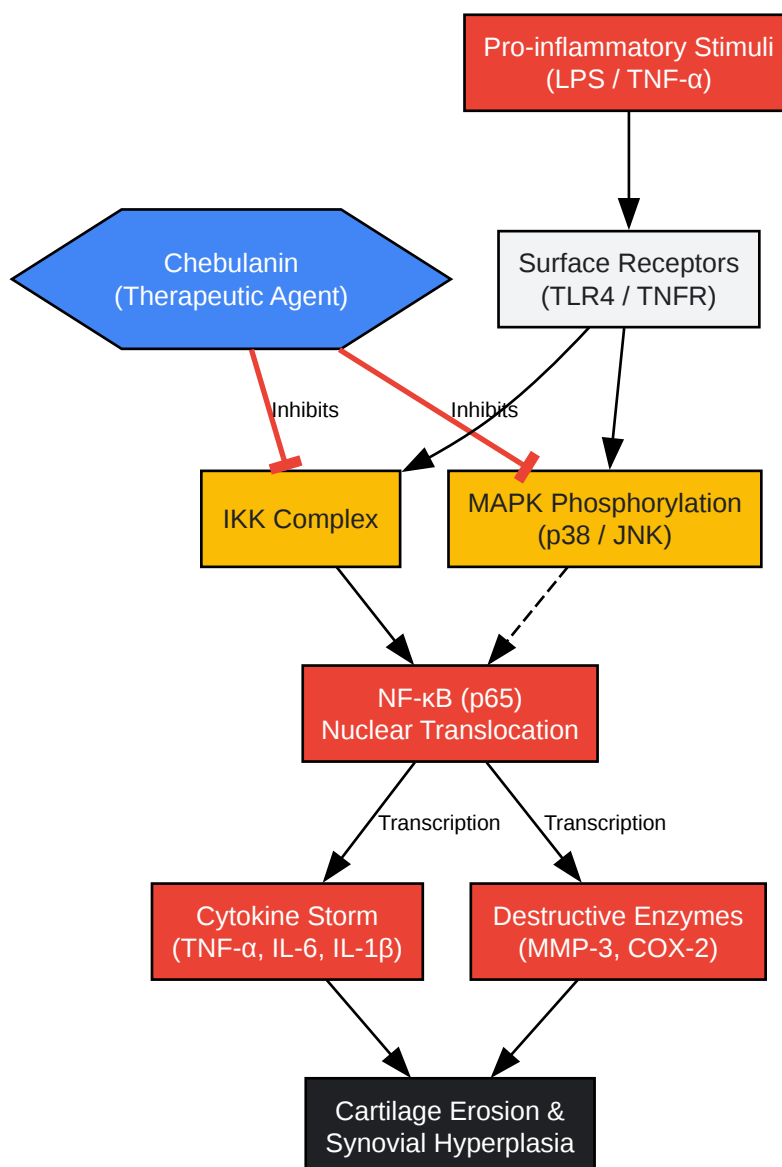 Pro-inflammatory Stimuli
(LPS / TNF-α)
Chebulanin
(Therapeutic Agent)
Surface Receptors
(TLR4 / TNFR)
Inhibits
Inhibits
IKK Complex
MAPK Phosphorylation
(p38 / JNK)
NF-κB (p65)
Nuclear Translocation
Transcription
Transcription
Cytokine Storm
(TNF-α, IL-6, IL-1β)
Destructive Enzymes
(MMP-3, COX-2)
Cartilage Erosion &
Synovial Hyperplasia